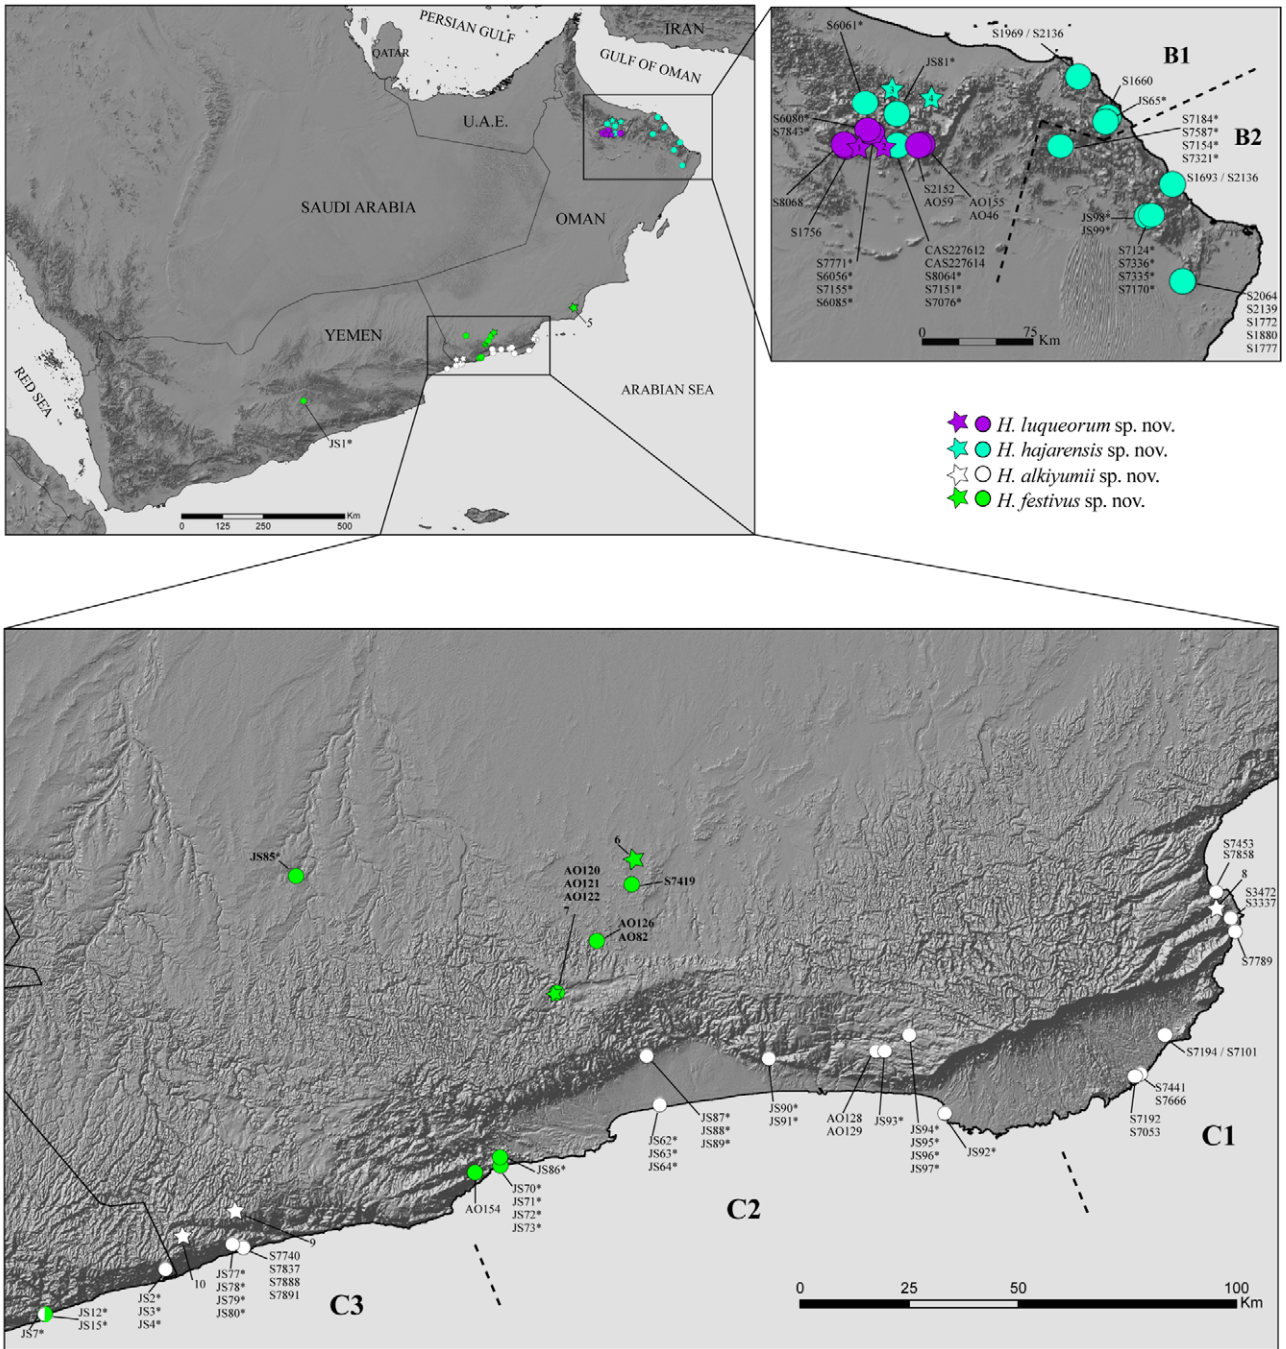 PERSIAN GULF
IRAN
QATAR
GULF OF OMAN
U.A.E.
SAUDI ARABIA
OMAN
YEMEN
5
RED SEA
ARABIAN SEA
JS1*
0 125 250 500 Km
S6061*
S1969 / S2136
JS81*
B1
3
4
S1660
JS65*
S6080*
S7843*
S7184*
S7587*
S7154*
S7321*
B2
S8068
S2152
AO59
AO155
AO46
S1693 / S2136
S1756
JS98*
JS99*
CAS227612
CAS227614
S8064*
S7151*
S7076*
S7771*
S6056*
S7155*
S6085*
S7124*
S7336*
S7335*
S7170*
S2064
S2139
S1772
S1880
S1777
0 75 Km
H. luqueorum sp. nov.
H. hajarensis sp. nov.
H. alkiyumii sp. nov.
H. festivus sp. nov.
6
JS85*
AO120
AO121
AO122
7
S7419
S7453
S7858
8
S3472
S3337
AO126
AO82
S7789
S7194 / S7101
S7441
S7666
S7192
S7053
JS87*
JS88*
JS89*
JS90*
JS91*
AO128
AO129
JS93*
JS94*
JS95*
JS96*
JS97*
JS92*
C1
JS62*
JS63*
JS64*
JS86*
JS70*
JS71*
JS72*
JS73*
AO154
C2
9
10
S7740
S7837
S7888
S7891
JS77*
JS78*
JS79*
JS80*
JS2*
JS3*
JS4*
C3
JS12*
JS15*
JS7*
0 25 50 100
Km